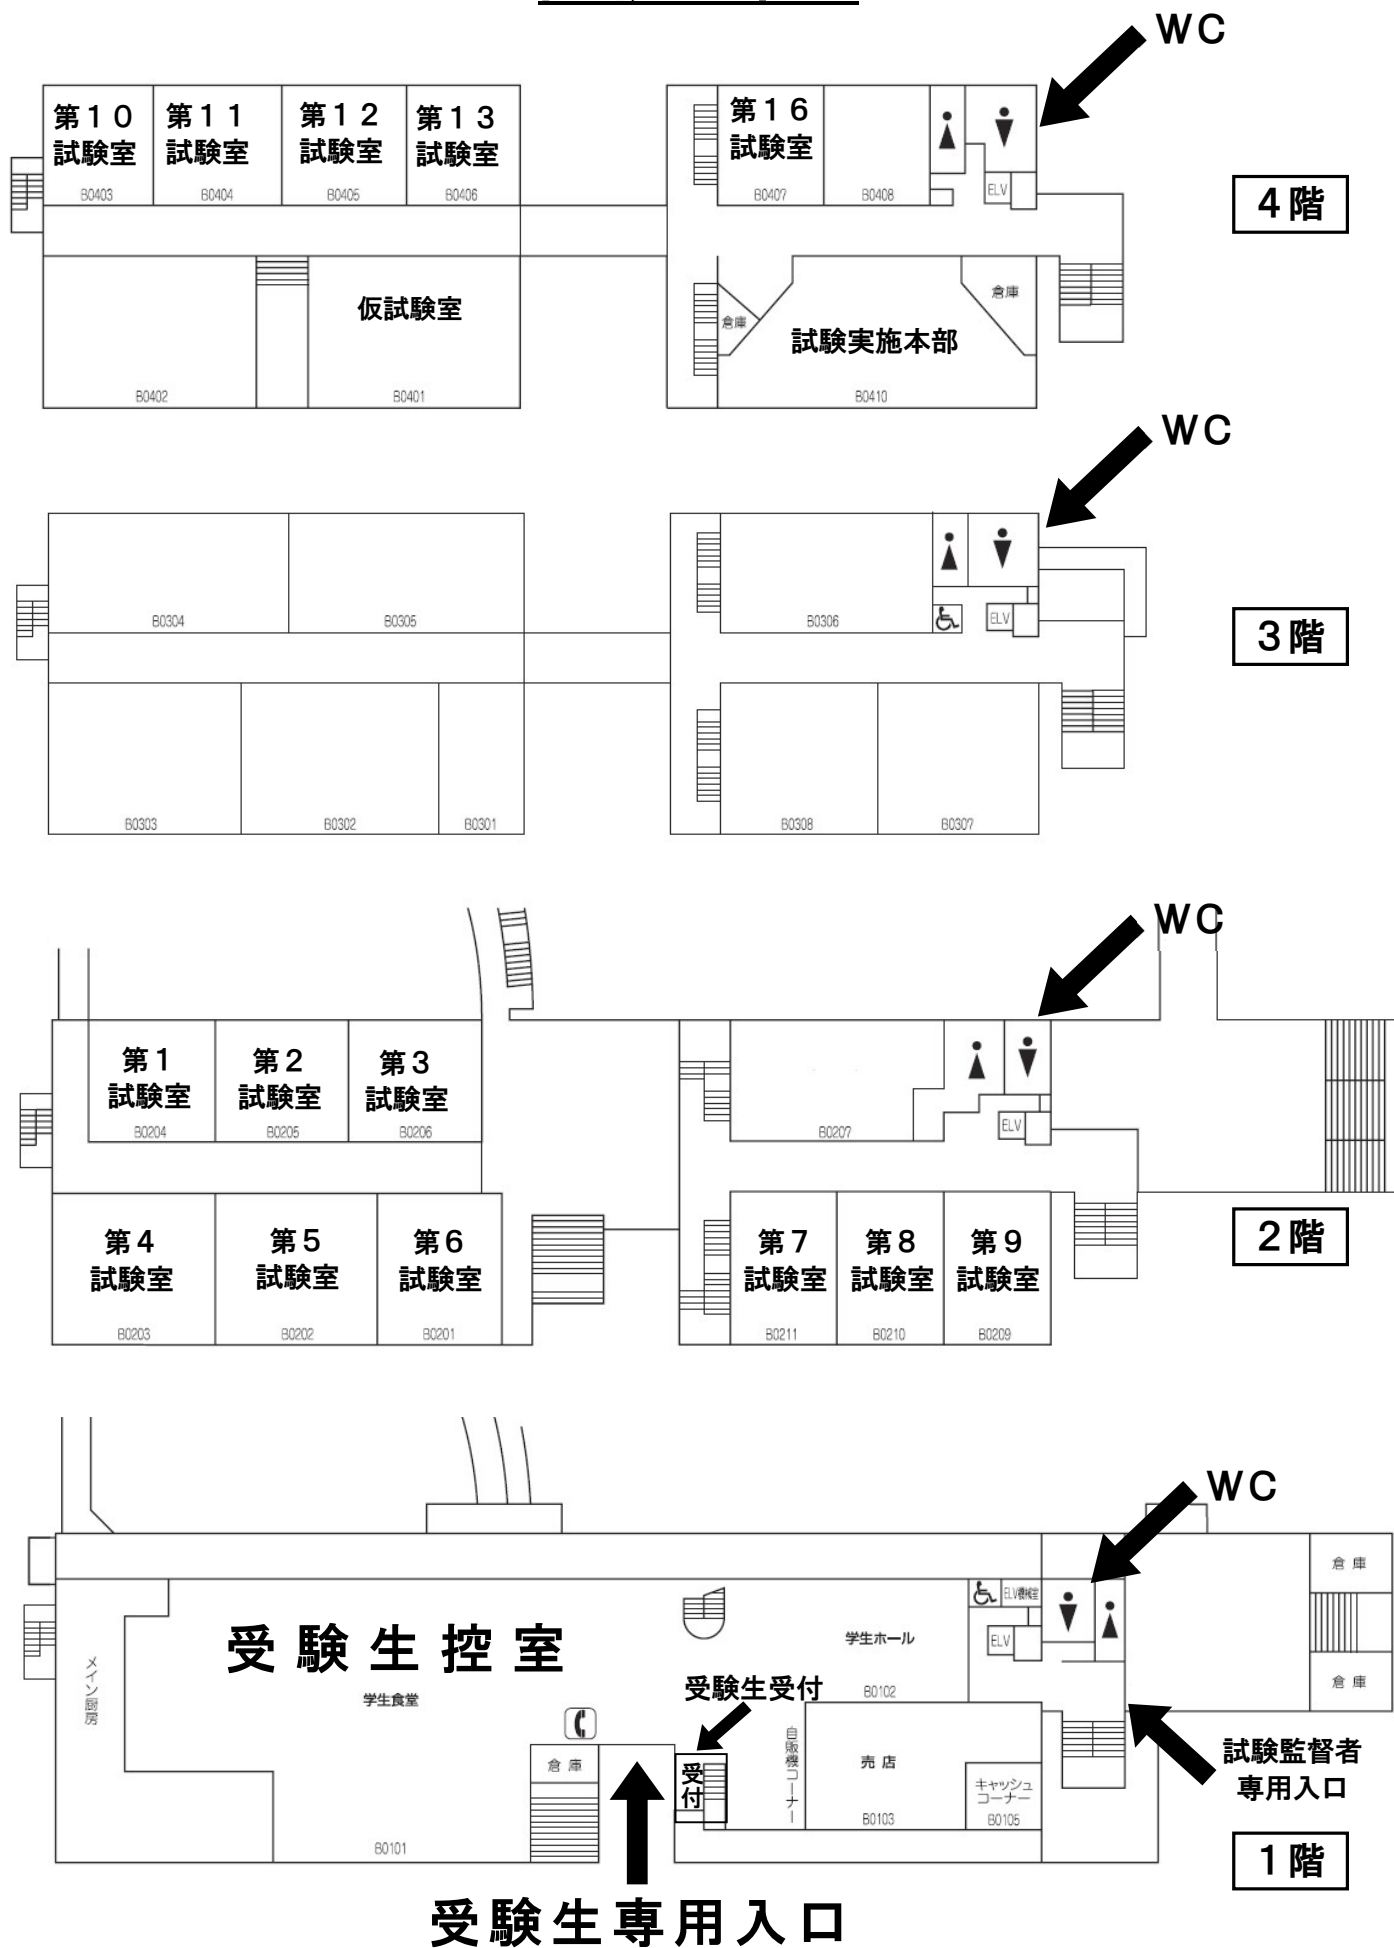 WC
第１０
試験室
B0403
第１１
試験室
B0404
第１２
試験室
B0405
第１３
試験室
B0406
第１６
試験室
B0407
B0408
ELV
４階
B0402
仮試験室
B0401
倉庫
試験実施本部
倉庫
B0410
WC
B0304
B0305
B0306
ELV
３階
B0303
B0302
B0301
B0308
B0307
WC
第１
試験室
B0204
第２
試験室
B0205
第３
試験室
B0206
B0207
ELV
第４
試験室
B0203
第５
試験室
B0202
第６
試験室
B0201
第７
試験室
B0211
第８
試験室
B0210
第９
試験室
B0209
２階
WC
倉庫
ELV機械室
ELV
メイン厨房
受験生控室
学生食堂
学生ホール
B0102
倉庫
受験生受付
受付
倉庫
自販機コーナー
売店
B0103
キャッシュ
コーナー
B0105
試験監督者
専用入口
B0101
１階
受験生専用入口